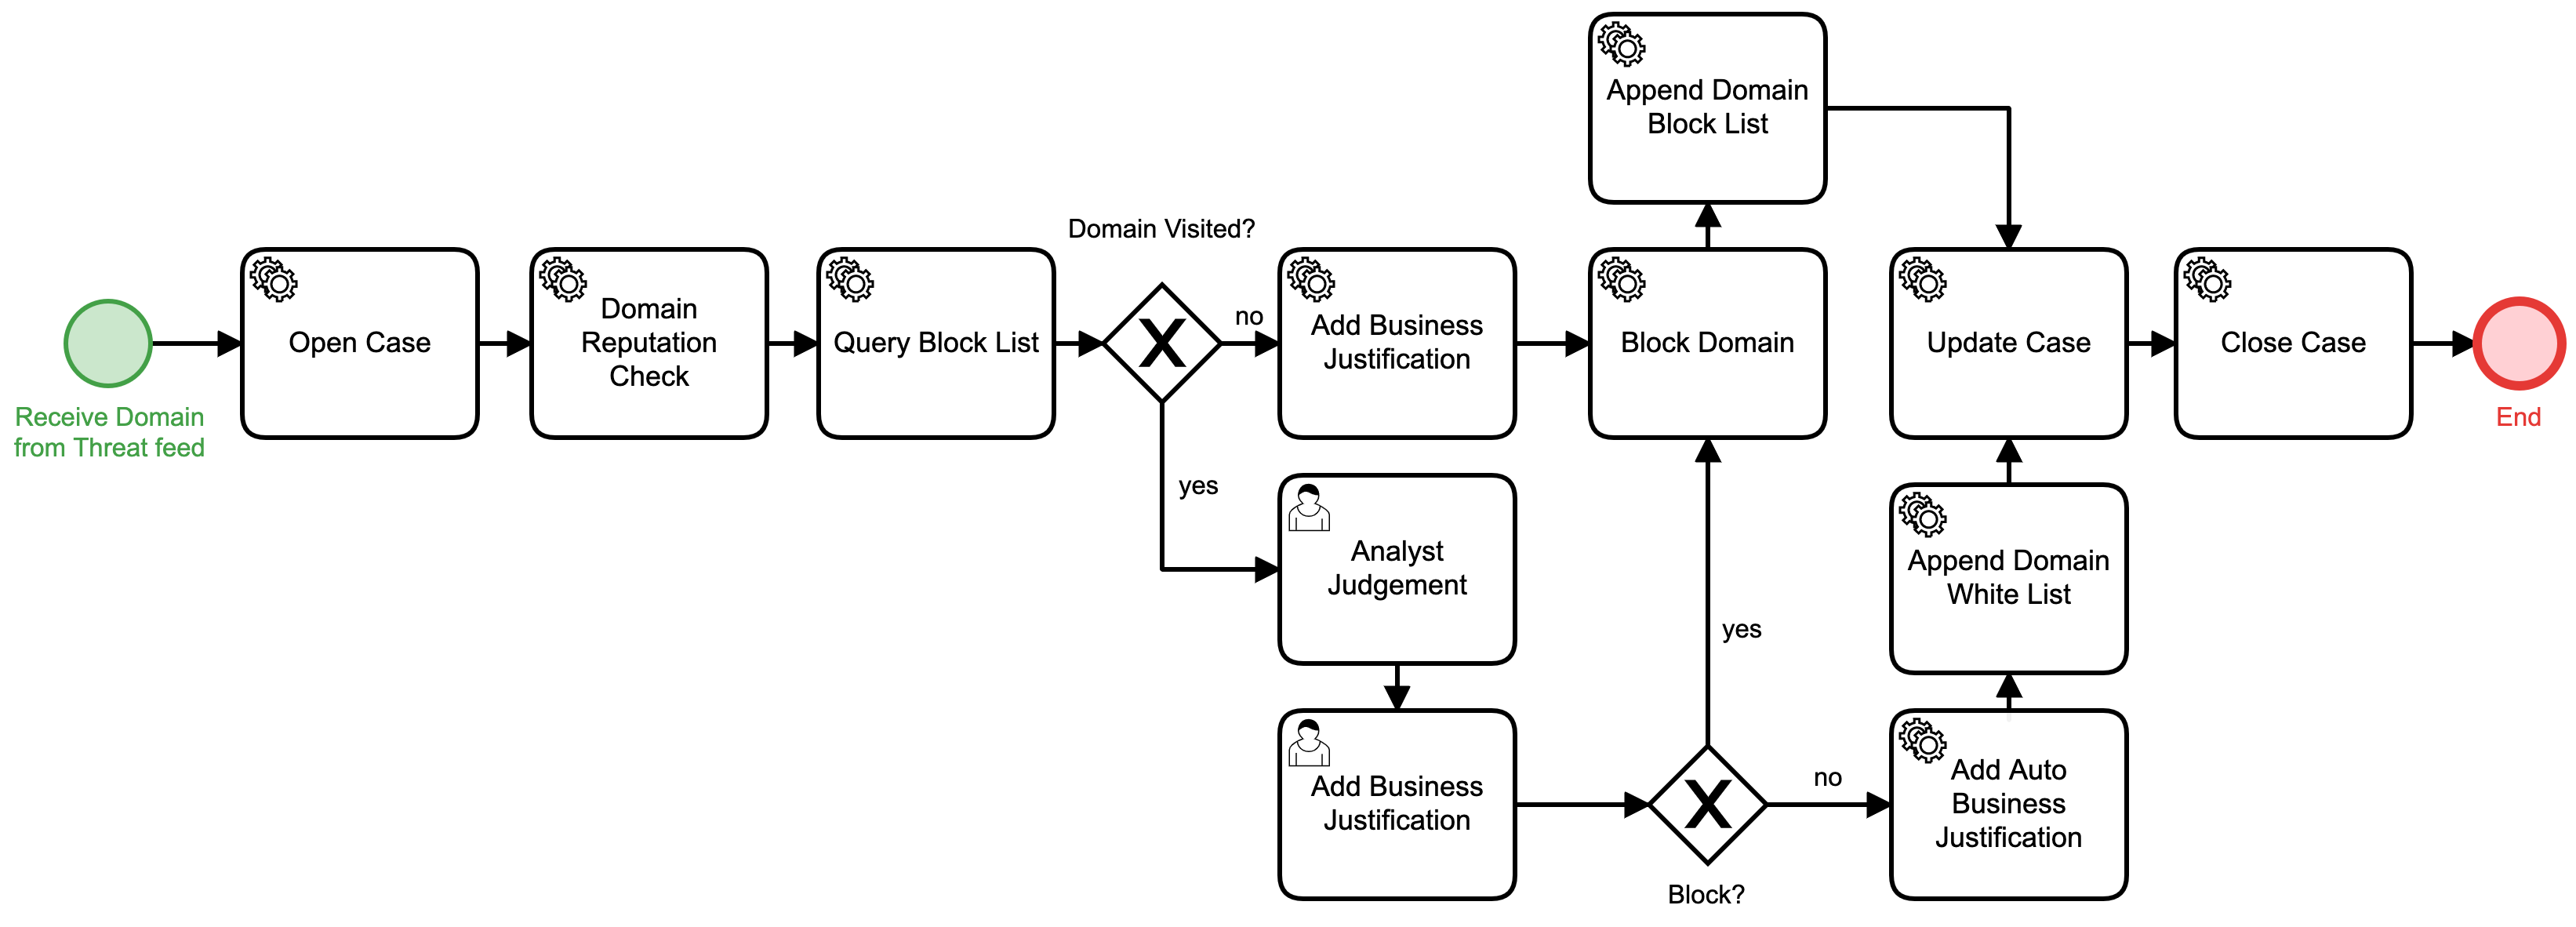 Receive Domain
from Threat feed
Open Case
Domain
Reputation
Check
Query Block List
Domain Visited?
no
yes
Add Business
Justification
Block Domain
Append Domain
Block List
Update Case
Close Case
End
Analyst
Judgement
Add Business
Justification
Block?
yes
no
Add Auto
Business
Justification
Append Domain
White List